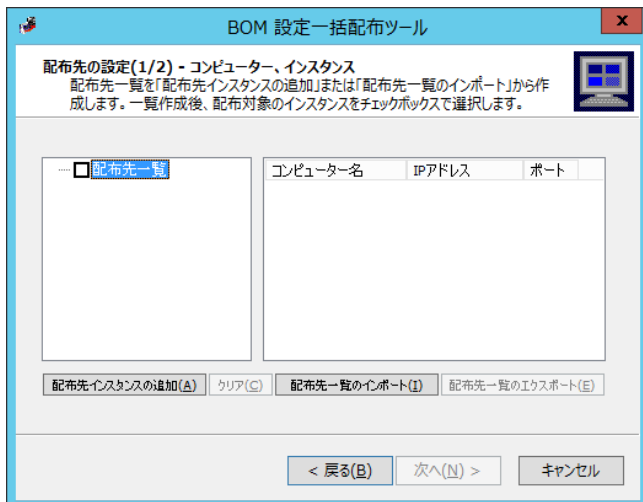 BOM 設定一括配布ツール
x
配布先の設定(1/2) - コンピューター、インスタンス
配布先一覧を「配布先インスタンスの追加」または「配布先一覧のインポート」から作
成します。一覧作成後、配布対象のインスタンスをチェックボックスで選択します。
配布先一覧
コンピューター名 IPアドレス ポート
配布先インスタンスの追加(A) クリア(C) 配布先一覧のインポート(I) 配布先一覧のエクスポート(E)
< 戻る(B) 次へ(N) > キャンセル